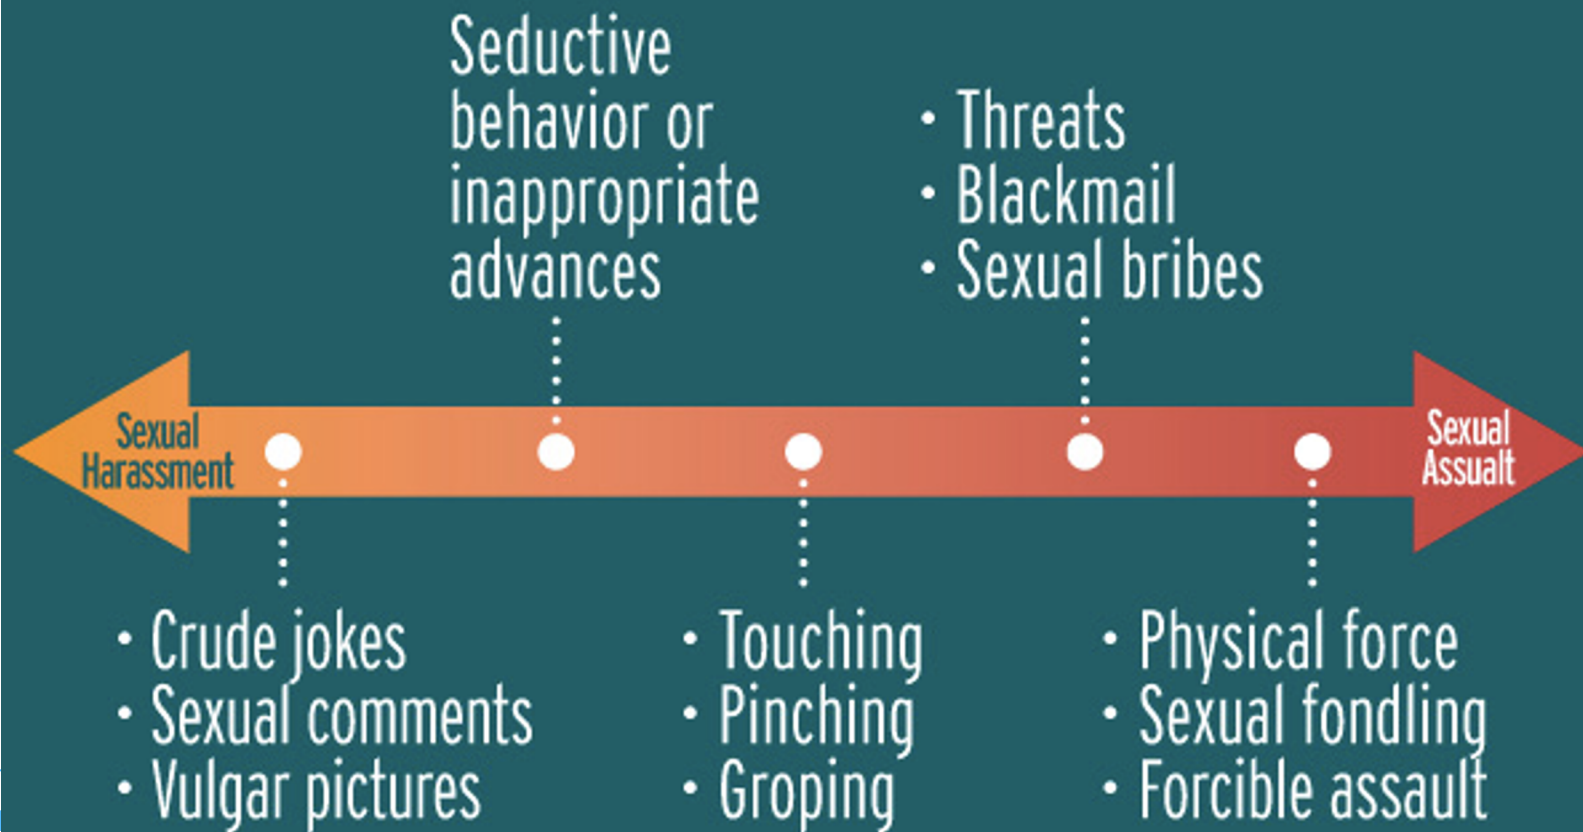 Seductive
behavior or
inappropriate
advances
• Threats
• Blackmail
• Sexual bribes
Sexual
Harassment
Sexual
Assualt
• Crude jokes
• Sexual comments
• Vulgar pictures
• Touching
• Pinching
• Groping
• Physical force
• Sexual fondling
• Forcible assault